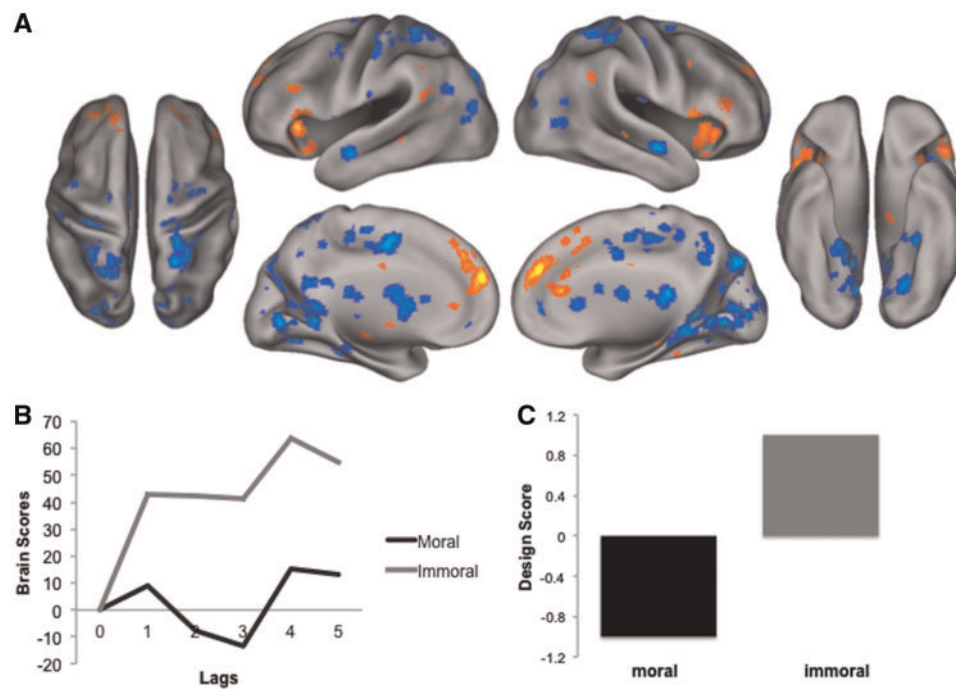 A
B
70
60
50
40
30
20
10
0
-10
-20
Brain Scores
0 1 2 3 4 5
Lags
Moral
Immoral
C
1.2
0.8
0.4
0
-0.4
-0.8
-1.2
Design Score
moral immoral